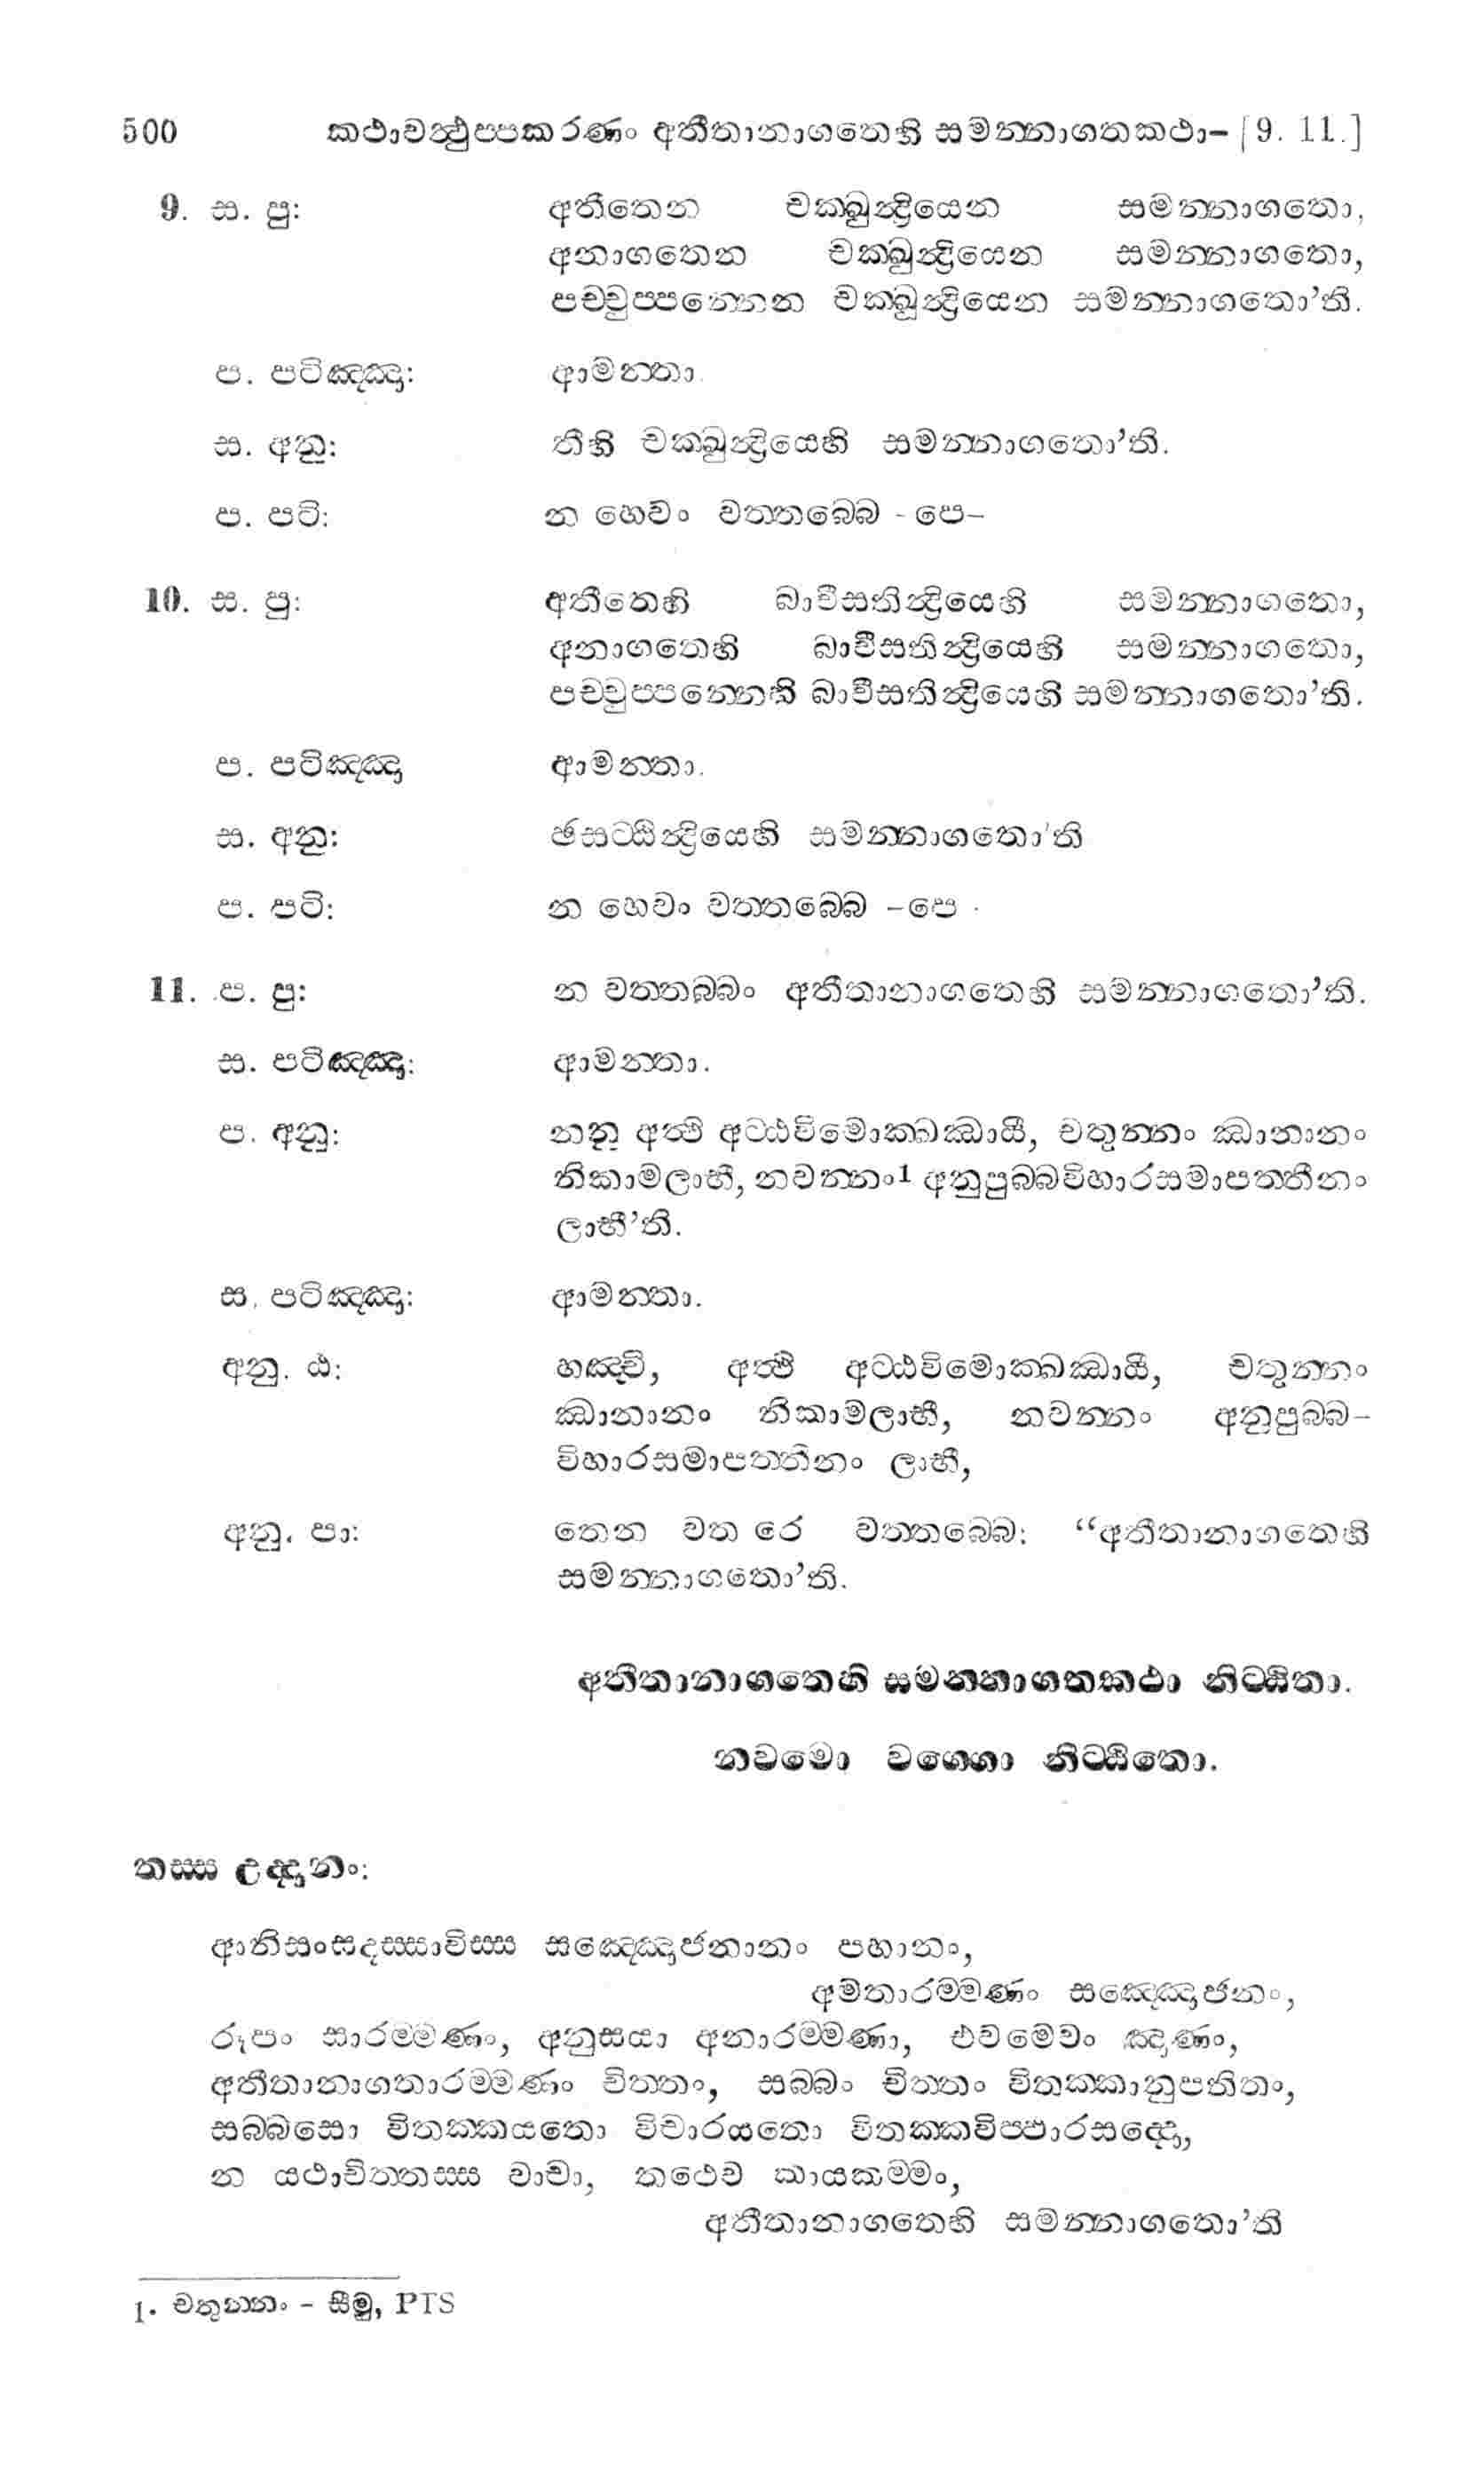 500 කථාවත්‍ථුප්පකරණං අතීතානාගතෙහි සමන්නාගතකථා– [9. 11.]
9. ස. පු: අතීතෙන චක්ඛුන්‍ද්‍රියෙන සමන්නාගතො,
අනාගතෙන චක්ඛුන්‍ද්‍රියෙන සමන්නාගතො,
පච්චුප්පන්නෙන චක්ඛුන්‍ද්‍රියෙන සමන්නාගතො’ති.
ප. පටිඤ්ඤා: ආමන්තා.
ස. අනු: තීහි චක්ඛුන්‍ද්‍රියෙහි සමන්නාගතො’ති.
ප. පටි: න හෙවං වත්තබ්බෙ -පෙ–
10. ස. පු: අතීතෙහි බාවීසතින්‍ද්‍රියෙහි සමන්නාගතො,
අනාගතෙහි බාවීසතින්‍ද්‍රියෙහි සමන්නාගතො,
පච්චුප්පන්නෙහි බාවීසතින්‍ද්‍රියෙහි සමන්නාගතො’ති.
ප. පටිඤ්ඤා ආමන්තා.
ස. අනු: ඡසට්ඨින්‍ද්‍රියෙහි සමන්නාගතො’ති
ප. පටි: න හෙවං වත්තබ්බෙ –පෙ-
11. ප. පු: න වත්තබ්බං අතීතානාගතෙහි සමන්නාගතො’ති.
ස. පටිඤ්ඤා: ආමන්තා.
ප. අනු: නනු අත්‍ථි අට්ඨවිමොක්ඛඣායී, චතුන්නං ඣානානං
නිකාමලාභී, නවන්නං1 අනුපුබ්බවිහාරසමාපත්තීනං
ලාභී’ති.
ස. පටිඤ්ඤා: ආමන්තා.
අනු. ඨ: හඤ්චි, අත්‍ථි අට්ඨවිමොක්ඛඣායී, චතුන්නං
ඣානානං නිකාමලාභී, නවන්නං අනුපුබ්බ–
විහාරසමාපත්තීනං ලාභී,
අනු. පා: තෙන වත රෙ වත්තබ්බෙ: “අතීතානාගතෙහි
සමන්නාගතො’ති.
අතීතානාගතෙහි සමන්නාගතකථා නිට්ඨිතා.
නවමො වග්ගො නිට්ඨිතො.
තස්ස උද්දානං:
ආනිසංසදස්සාවිස්ස සඤ්ඤොජනානං පහානං,
අමතාරම්මණං සඤ්ඤොජනං,
රූපං සාරම්මණං, අනුසයා අනාරම්මණා, එවමෙවං ඤාණං,
අතීතානාගතාරම්මණං චිත්තං, සබ්බං චිත්තං විතක්කානුපතිතං,
සබ්බසො විතක්කයතො විචාරයතො විතක්කවිප්ඵාරසද්දො,
න යථාචිත්තස්ස වාචා, තථෙව කායකම්මං,
අතීතානාගතෙහි සමන්නාගතො’ති
1. චතුන්නං – සීමු, PTS